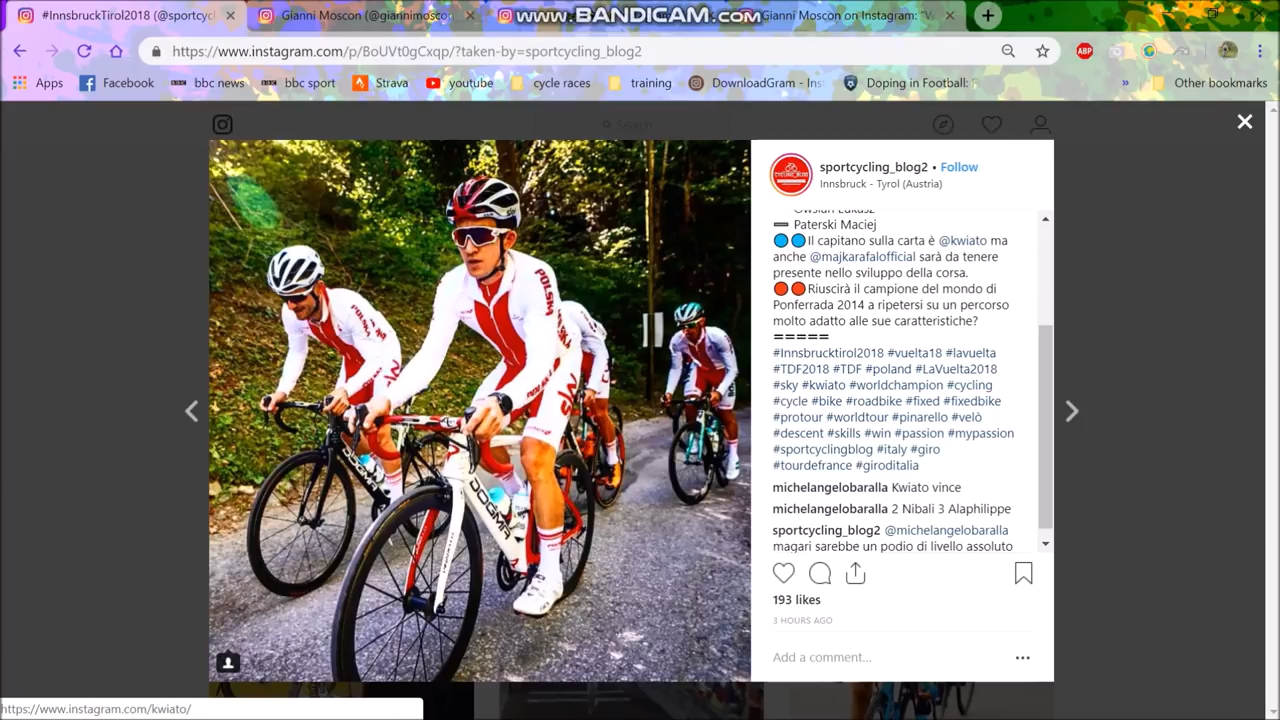 #InnsbruckTirol2018 (@sportcycl
Gianni Moscon (@giannimoscon
Gianni Moscon on Instagram: "V
www.BANDICAM.com
https://www.instagram.com/p/BoUVt0gCxqp/?taken-by=sportcycling_blog2
ABP
Apps
Facebook
bbc news
bbc sport
Strava
youtube
cycle races
training
DownloadGram - Inst
Doping in Football:
»
Other bookmarks
Search
sportcycling_blog2 • Follow
Innsbruck - Tyrol (Austria)
Owsian Lukasz
Paterski Maciej
Il capitano sulla carta è @kwiato ma
anche @majkarafalofficial sarà da tenere
presente nello sviluppo della corsa.
Riuscirà il campione del mondo di
Ponferrada 2014 a ripetersi su un percorso
molto adatto alle sue caratteristiche?
=====
#Innsbrucktirol2018 #vuelta18 #lavuelta
#TDF2018 #TDF #poland #LaVuelta2018
#sky #kwiato #worldchampion #cycling
#cycle #bike #roadbike #fixed #fixedbike
#protour #worldtour #pinarello #velò
#descent #skills #win #passion #mypassion
#sportcyclingblog #italy #giro
#tourdefrance #giroditalia
michelangelobaralla Kwiato vince
michelangelobaralla 2 Nibali 3 Alaphilippe
sportcycling_blog2 @michelangelobaralla
magari sarebbe un podio di livello assoluto
193 likes
3 HOURS AGO
Add a comment...
POLSKA
DOGMA
https://www.instagram.com/kwiato/